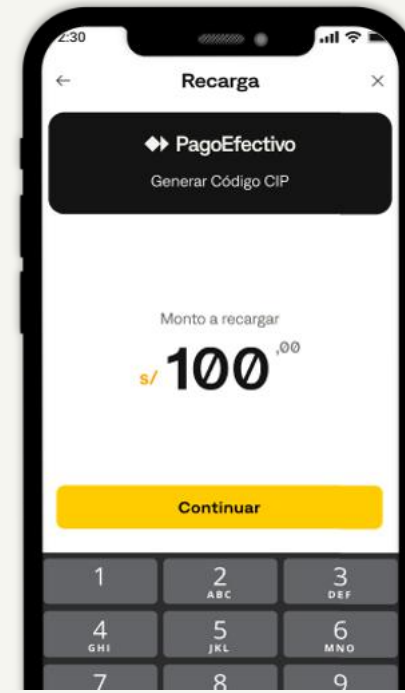 2:30
Recarga
PagoEfectivo
Generar Código CIP
Monto a recargar
s/ 100 ,00
Continuar
1 2 3
ABC DEF
4 5 6
GHI JKL MNO
7 8 9